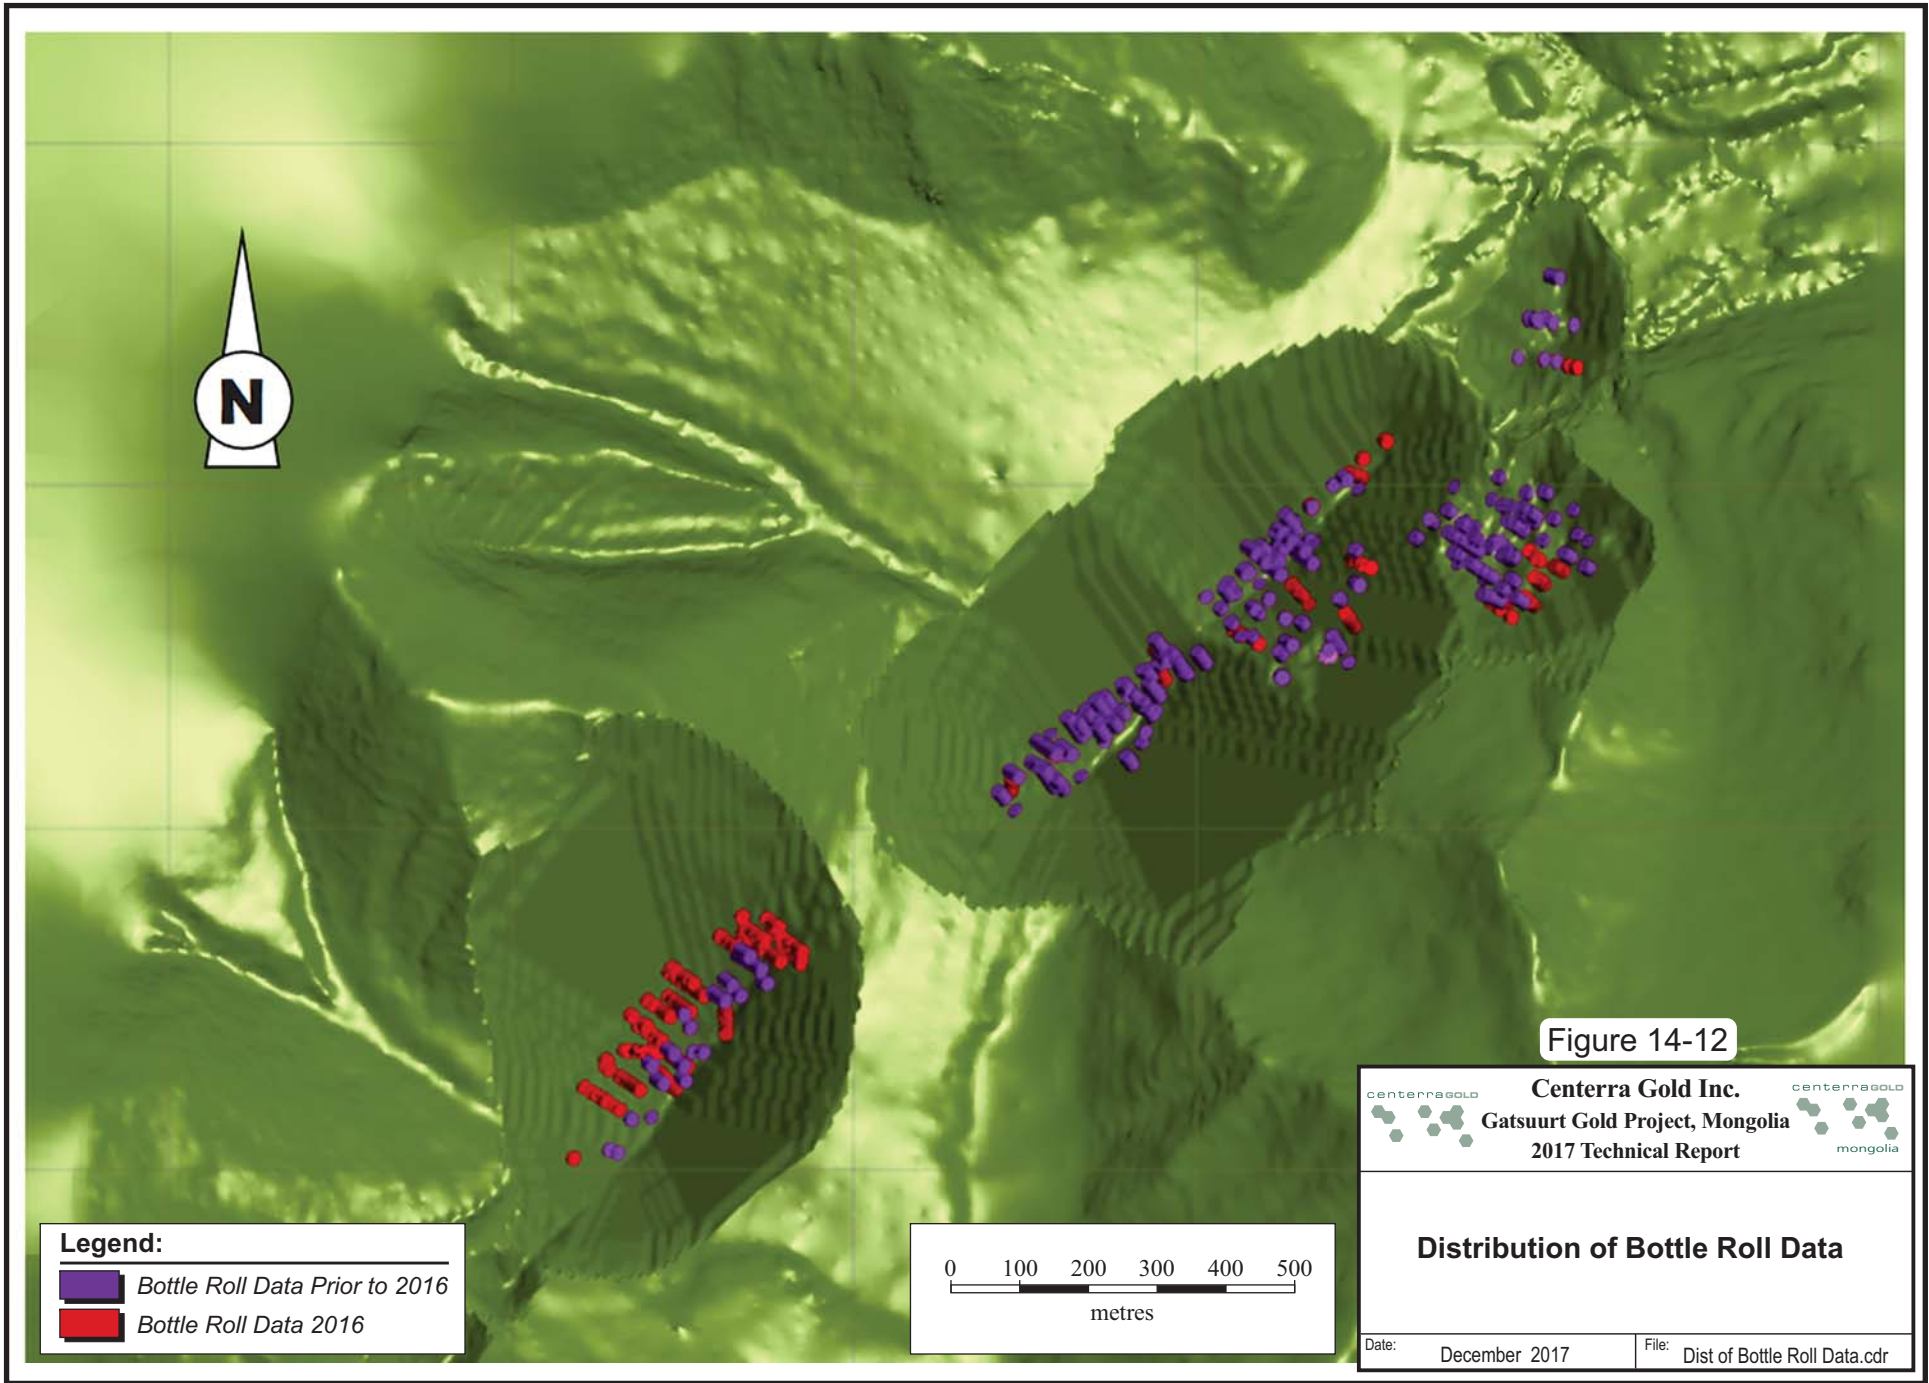 N
Figure 14-12
centerraGOLD
Centerra Gold Inc.
Gatsuurt Gold Project, Mongolia
2017 Technical Report
centerraGOLD
mongolia
Distribution of Bottle Roll Data
Date:
December 2017
File:
Dist of Bottle Roll Data.cdr
Legend:
Bottle Roll Data Prior to 2016
Bottle Roll Data 2016
0 100 200 300 400 500
metres